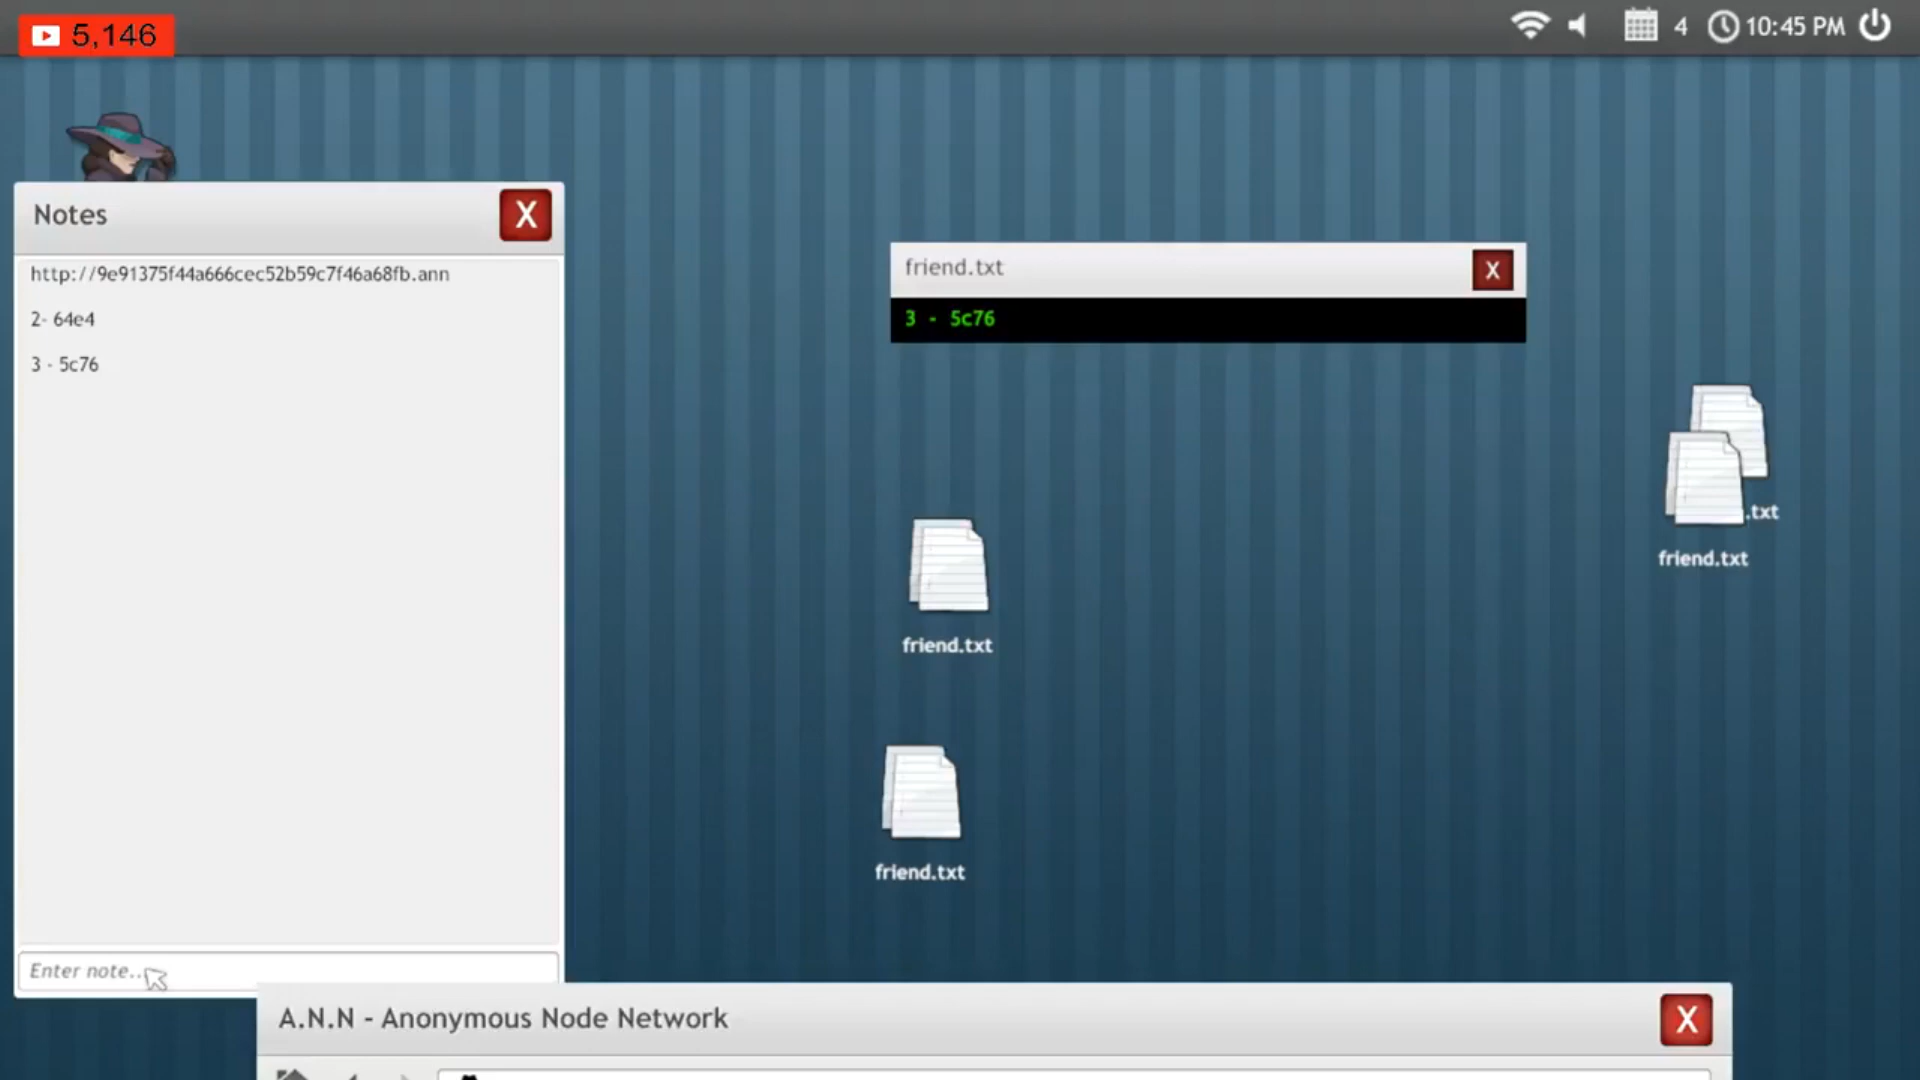 5,146
4
10:45 PM
Notes
X
http://9e91375f44a666cec52b59c7f46a68fb.ann
2- 64e4
3 - 5c76
Enter note...
friend.txt
X
3 - 5c76
.txt
friend.txt
friend.txt
friend.txt
A.N.N - Anonymous Node Network
X